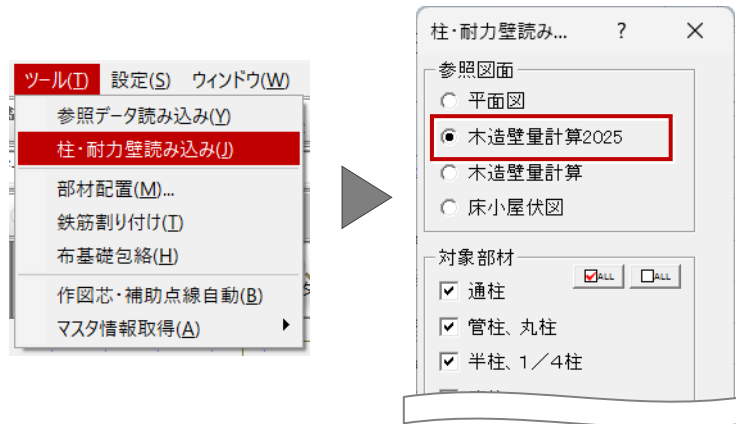 ツール(T) 設定(S) ウィンドウ(W)
参照データ読み込み(Y)
柱・耐力壁読み込み(J)
部材配置(M)...
鉄筋割り付け(T)
布基礎包絡(H)
作図芯・補助点線自動(B)
マスタ情報取得(A)
柱・耐力壁読み... ?
参照図面
平面図
木造壁量計算2025
木造壁量計算
床小屋伏図
対象部材
ALL ALL
通柱
管柱、丸柱
半柱、1／4柱